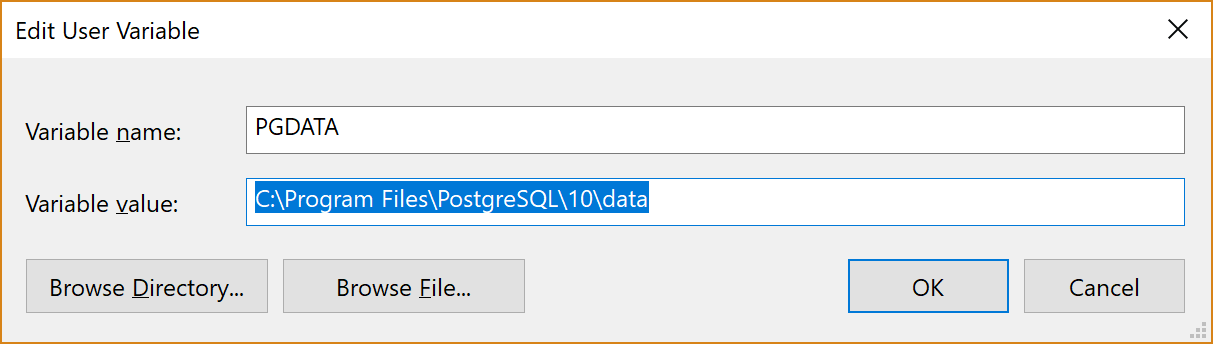 Edit User Variable
Variable name: PGDATA
Variable value: C:\Program Files\PostgreSQL\10\data
Browse Directory... Browse File... OK Cancel